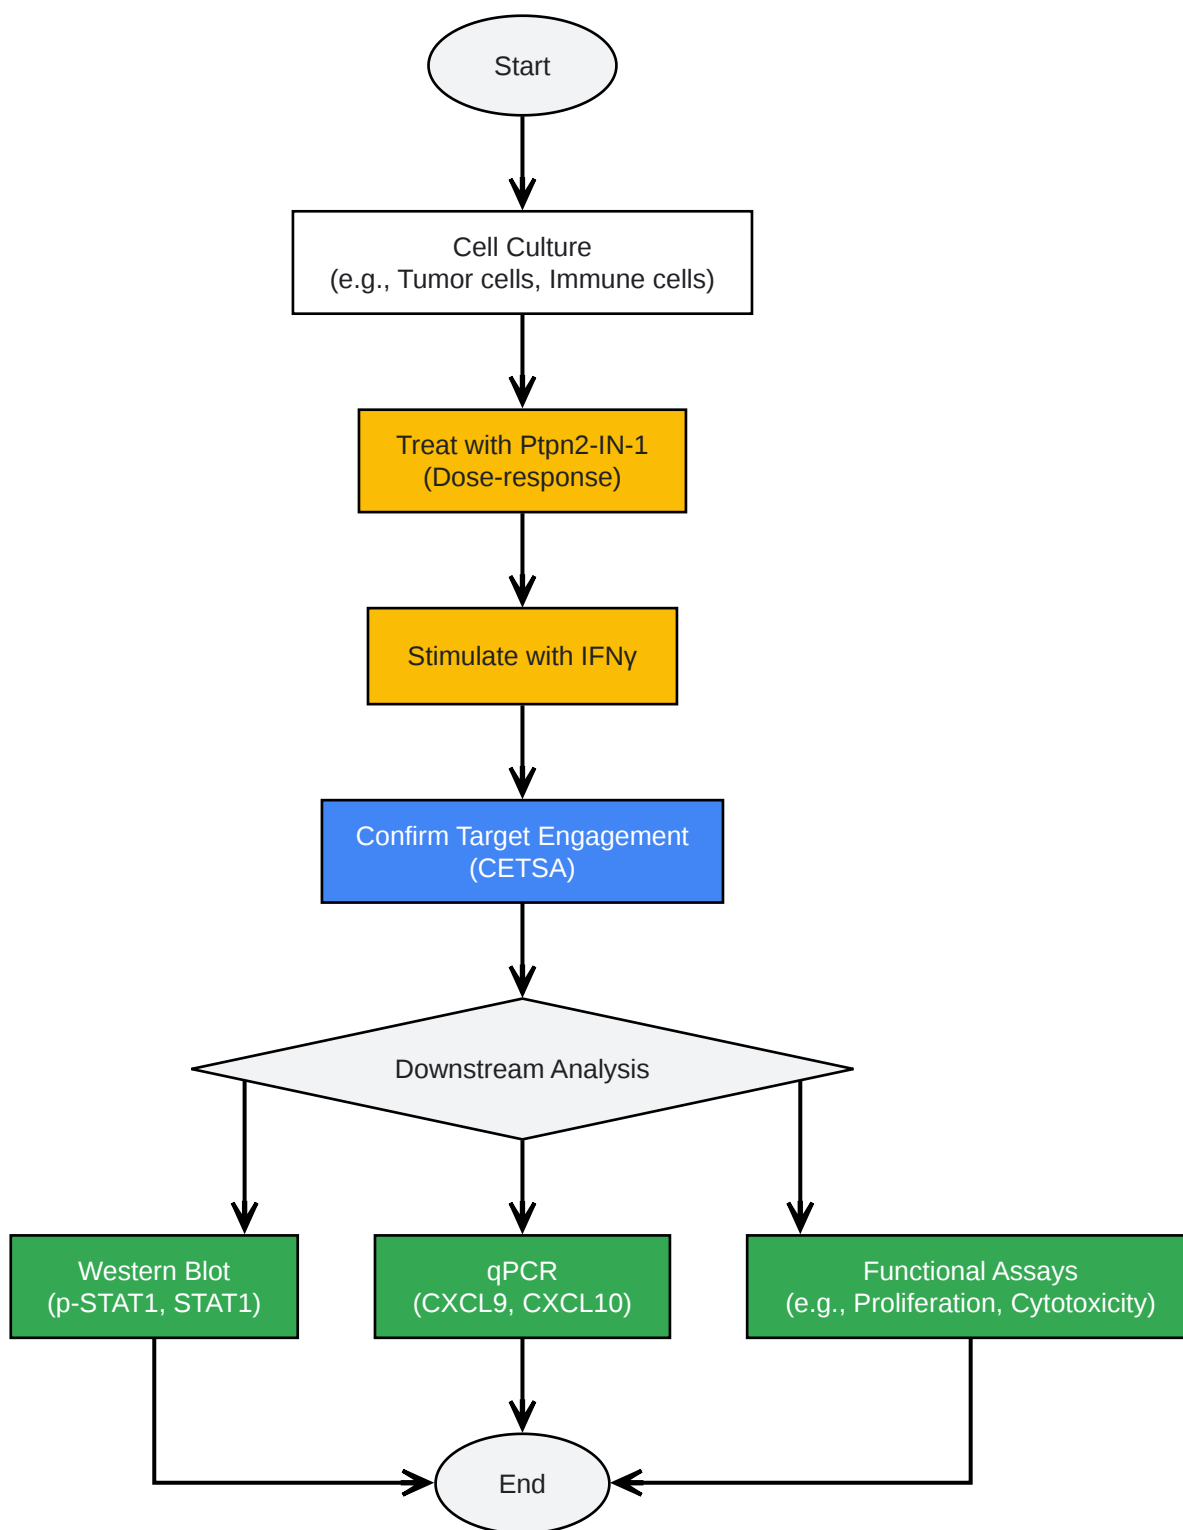 Start
Cell Culture
(e.g., Tumor cells, Immune cells)
Treat with Ptpn2-IN-1
(Dose-response)
Stimulate with IFNγ
Confirm Target Engagement
(CETSA)
Downstream Analysis
Western Blot
(p-STAT1, STAT1)
qPCR
(CXCL9, CXCL10)
Functional Assays
(e.g., Proliferation, Cytotoxicity)
End